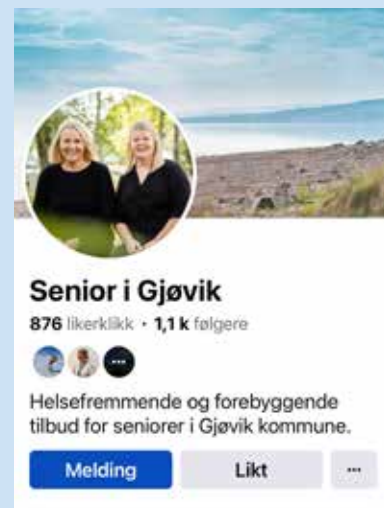 Senior i Gjøvik
876 likerklikk • 1,1 k følgere
Helsefremmende og forebyggende
tilbud for seniorer i Gjøvik kommune.
Melding
Likt